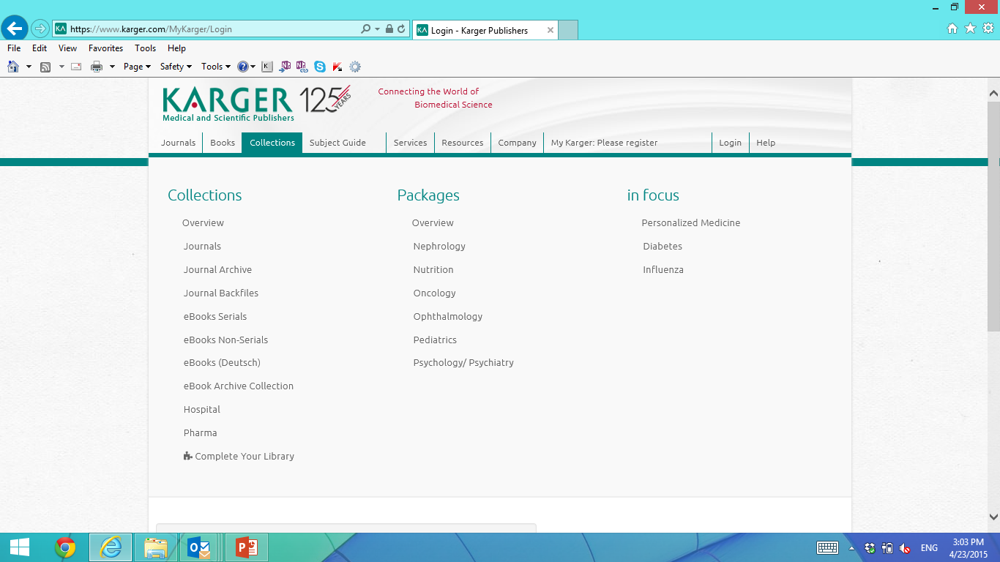 https://www.karger.com/MyKarger/Login
Login - Karger Publishers
File Edit View Favorites Tools Help
Page Safety Tools
KARGER 125 YEARS
Medical and Scientific Publishers
Connecting the World of
Biomedical Science
Journals Books Collections Subject Guide Services Resources Company My Karger: Please register Login Help
Collections
Overview
Journals
Journal Archive
Journal Backfiles
eBooks Serials
eBooks Non-Serials
eBooks (Deutsch)
eBook Archive Collection
Hospital
Pharma
Complete Your Library
Packages
Overview
Nephrology
Nutrition
Oncology
Ophthalmology
Pediatrics
Psychology/ Psychiatry
in focus
Personalized Medicine
Diabetes
Influenza
ENG
3:03 PM
4/23/2015